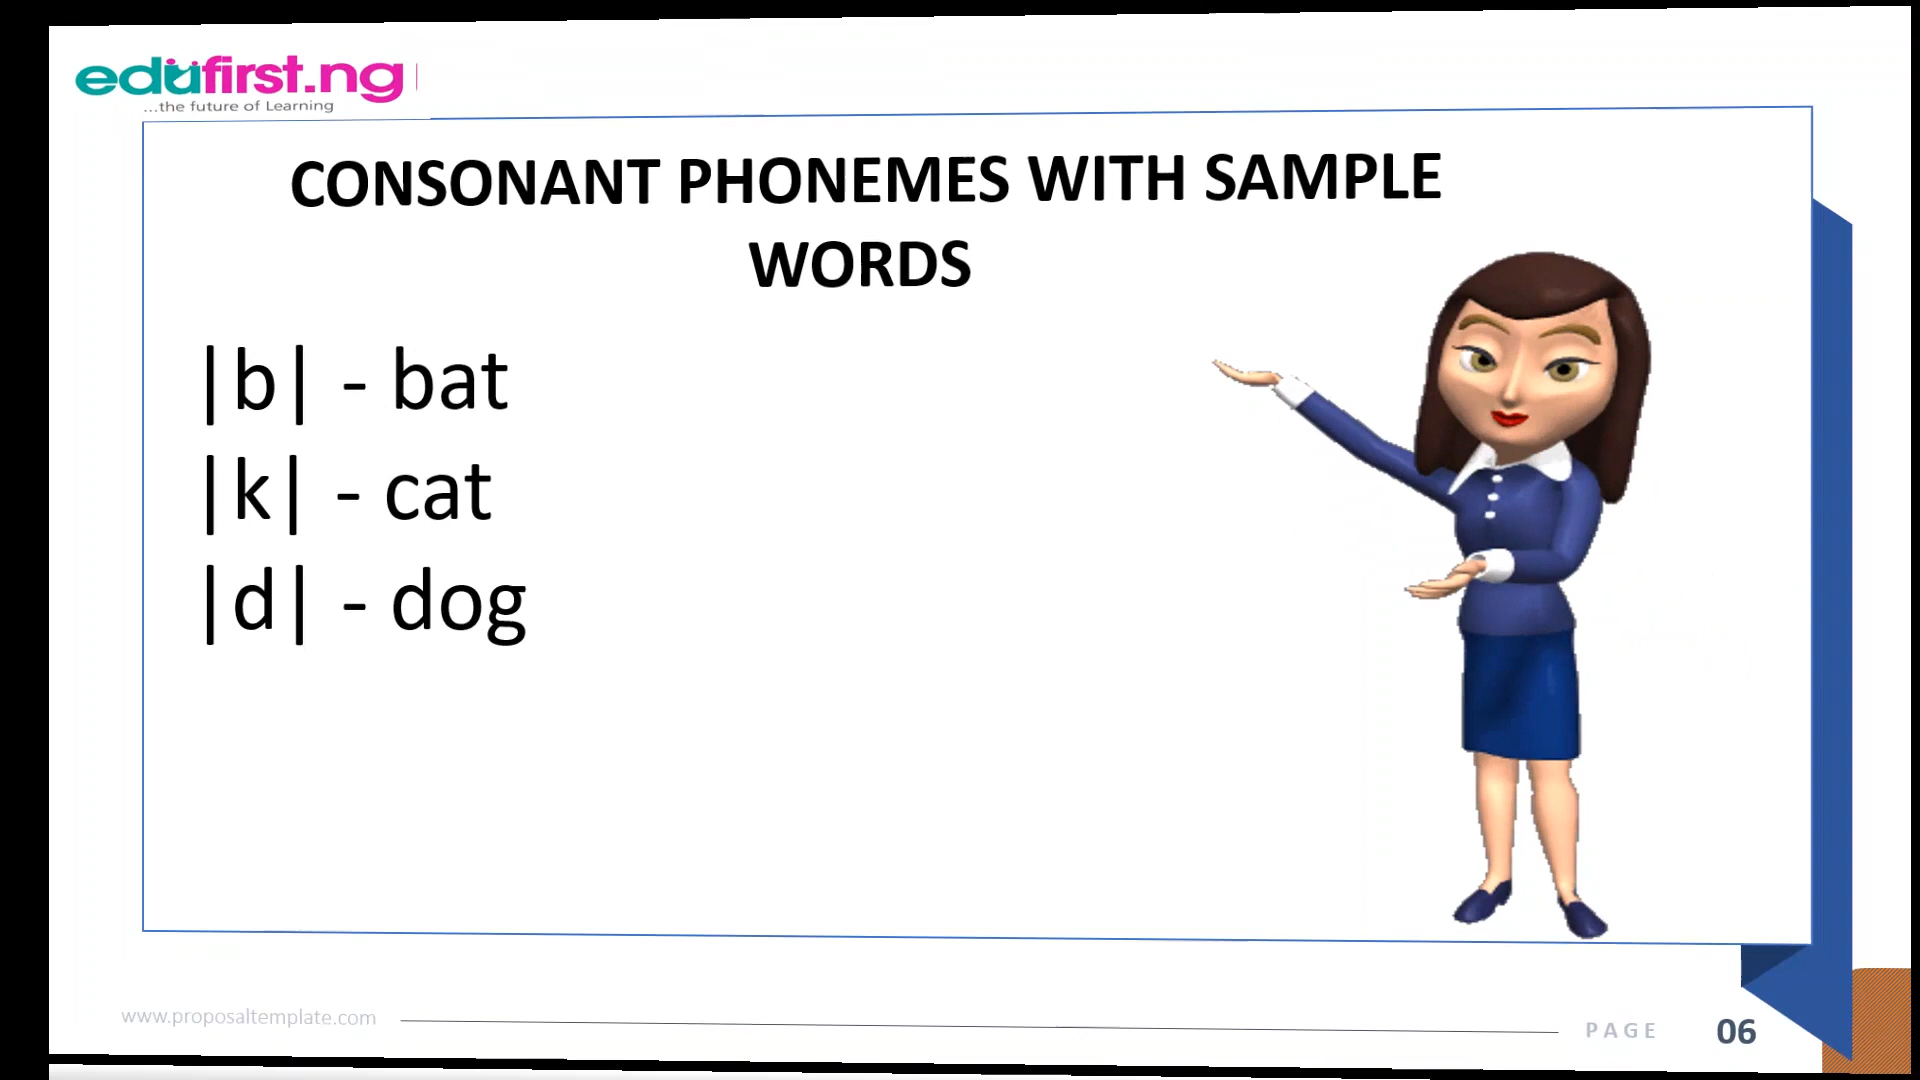 edufirst.ng
...the future of Learning
CONSONANT PHONEMES WITH SAMPLE
WORDS
|b| - bat
|k| - cat
|d| - dog
www.proposaltemplate.com
PAGE 06